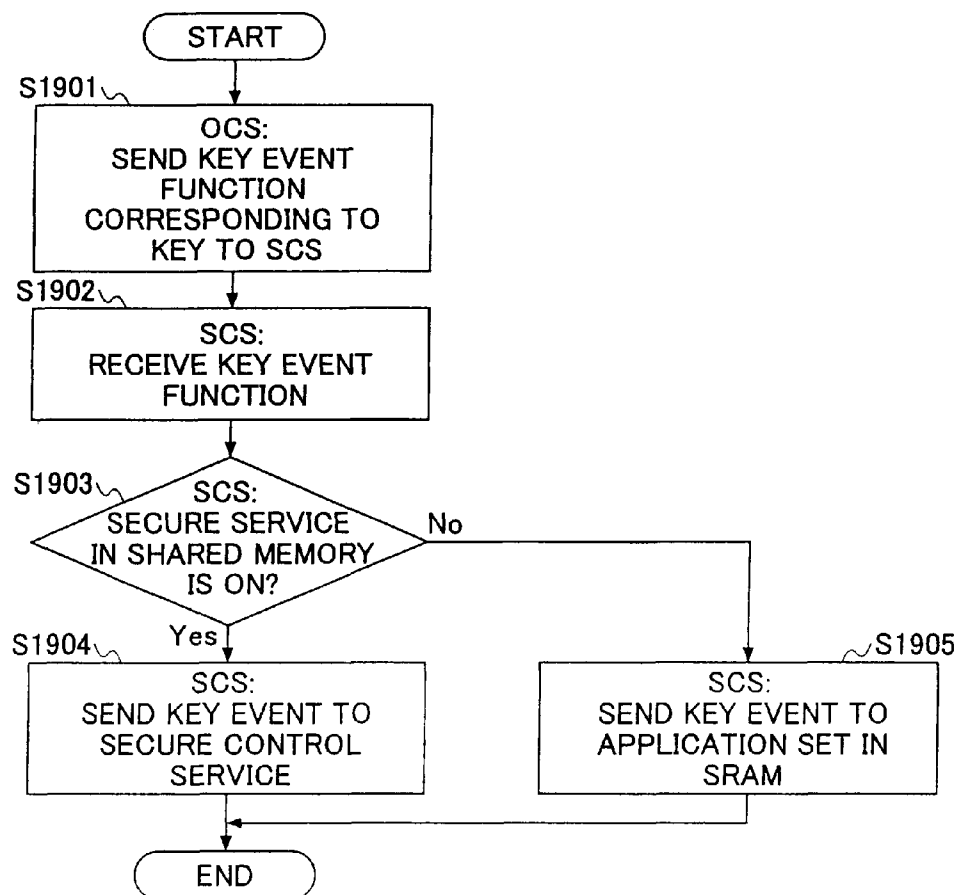 START
S1901
OCS:
SEND KEY EVENT
FUNCTION
CORRESPONDING TO
KEY TO SCS
S1902
SCS:
RECEIVE KEY EVENT
FUNCTION
S1903
SCS:
SECURE SERVICE
IN SHARED MEMORY
IS ON?
No
Yes
S1904
SCS:
SEND KEY EVENT TO
SECURE CONTROL
SERVICE
S1905
SCS:
SEND KEY EVENT TO
APPLICATION SET IN
SRAM
END